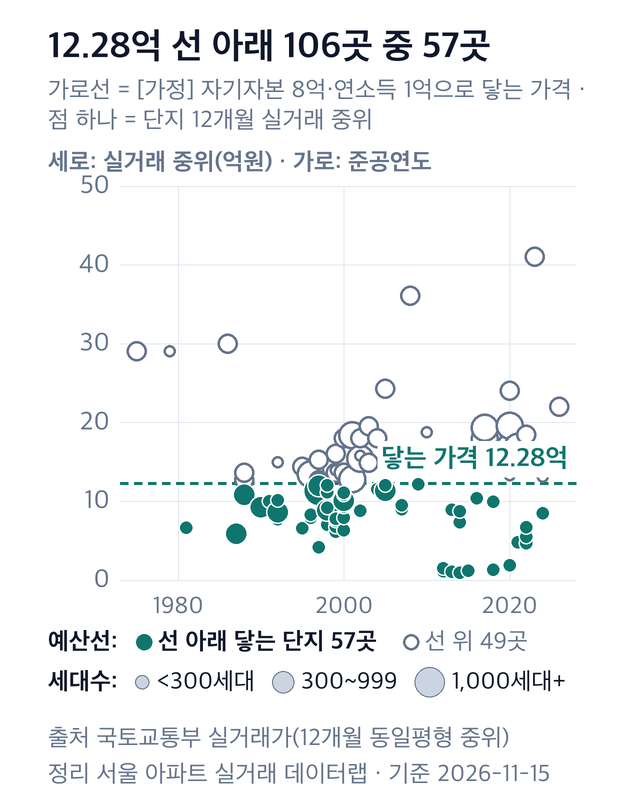 12.28억 선 아래 106곳 중 57곳
가로선 = [가정] 자기자본 8억·연소득 1억으로 닿는 가격 ·
점 하나 = 단지 12개월 실거래 중위
세로: 실거래 중위(억원) · 가로: 준공연도
50
40
30
20
닿는 가격 12.28억
10
0
1980 2000 2020
예산선: 선 아래 닿는 단지 57곳 선 위 49곳
세대수: <300세대 300~999 1,000세대+
출처 국토교통부 실거래가(12개월 동일평형 중위)
정리 서울 아파트 실거래 데이터랩 · 기준 2026-11-15